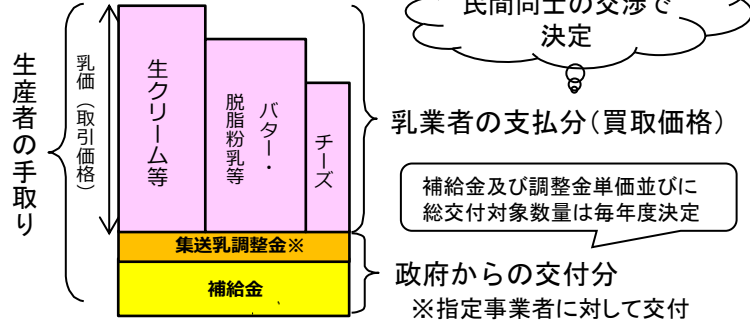 民間同士の交渉で
決定
生産者の手取り
乳価（取引価格）
生クリーム等
バター・
脱脂粉乳等
チーズ
乳業者の支払分（買取価格）
補給金及び調整金単価並びに
総交付対象数量は毎年度決定
集送乳調整金※
補給金
政府からの交付分
※指定事業者に対して交付